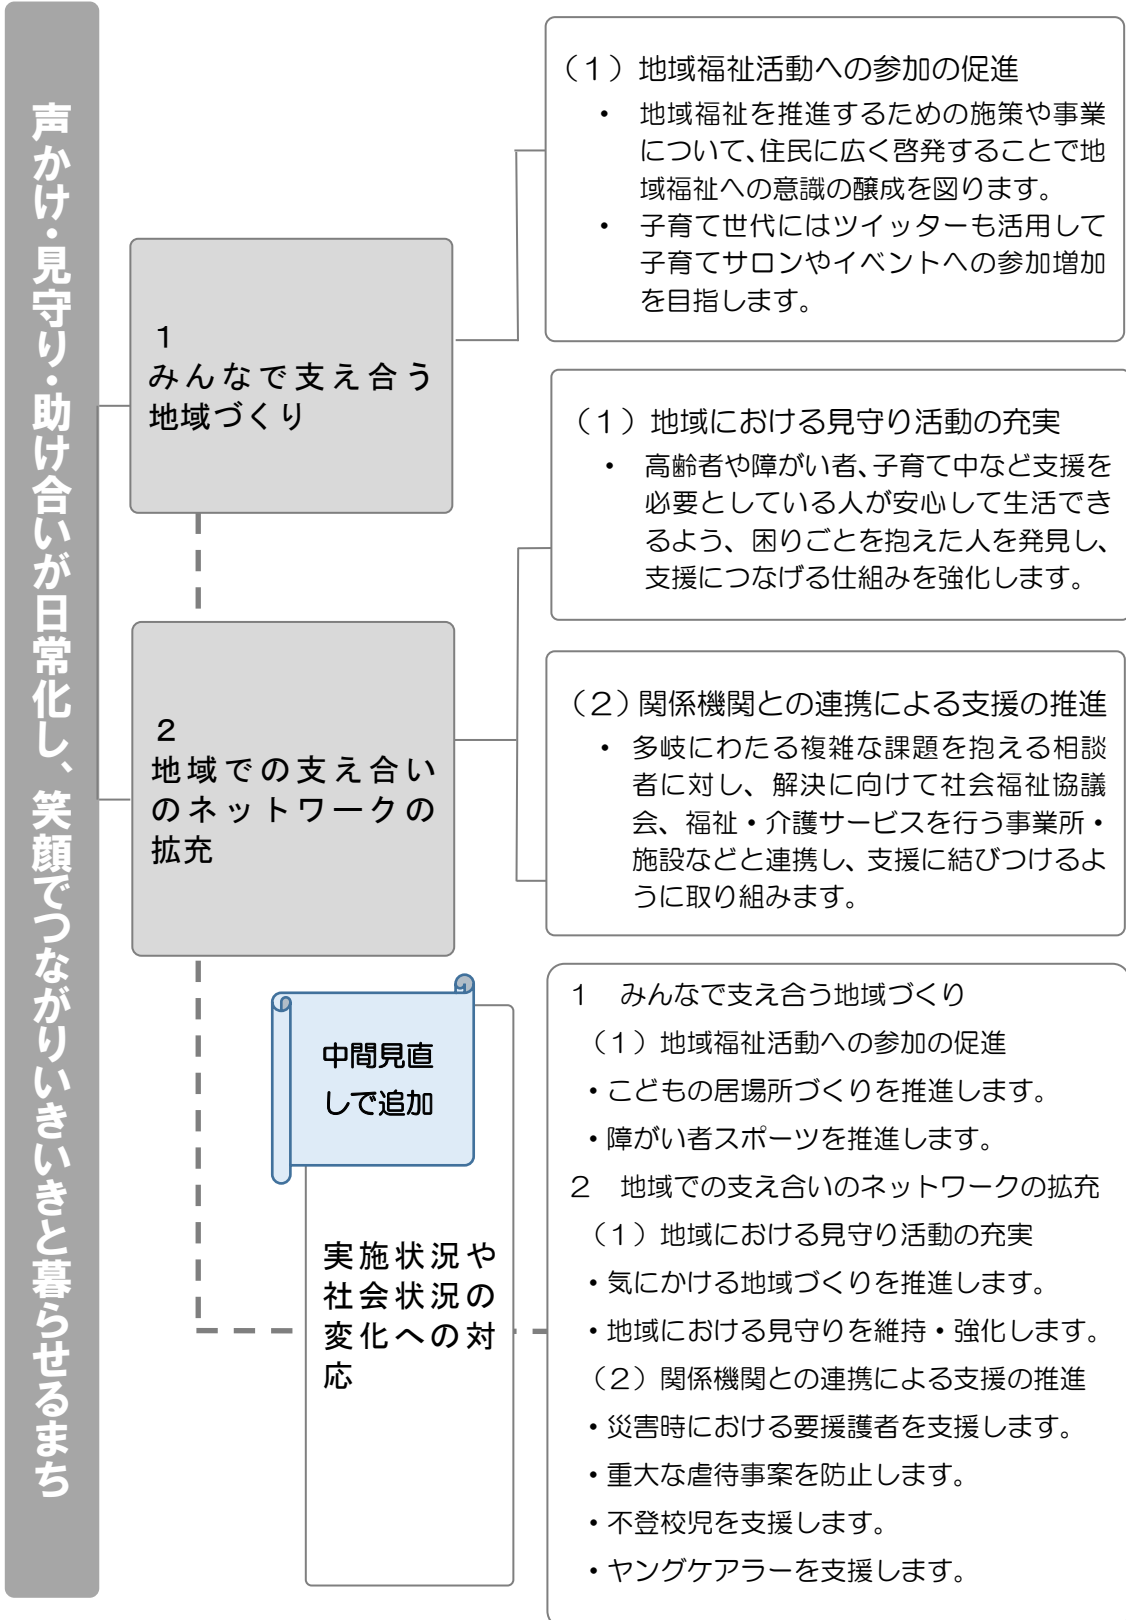 声かけ・見守り・助け合いが日常化し、笑顔でつながりいきいきと暮らせるまち
1
みんなで支え合う
地域づくり
（1）地域福祉活動への参加の促進
・ 地域福祉を推進するための施策や事業
について、住民に広く啓発することで地
域福祉への意識の醸成を図ります。
・ 子育て世代にはツイッターも活用して
子育てサロンやイベントへの参加増加
を目指します。
2
地域での支え合い
のネットワークの
拡充
（1）地域における見守り活動の充実
・ 高齢者や障がい者、子育て中など支援を
必要としている人が安心して生活でき
るよう、困りごとを抱えた人を発見し、
支援につなげる仕組みを強化します。
（2）関係機関との連携による支援の推進
・ 多岐にわたる複雑な課題を抱える相談
者に対し、解決に向けて社会福祉協議
会、福祉・介護サービスを行う事業所・
施設などと連携し、支援に結びつけるよ
うに取り組みます。
中間見直
しで追加
実施状況や
社会状況の
変化への対
応
1　みんなで支え合う地域づくり
（1）地域福祉活動への参加の促進
・こどもの居場所づくりを推進します。
・障がい者スポーツを推進します。
2　地域での支え合いのネットワークの拡充
（1）地域における見守り活動の充実
・気にかける地域づくりを推進します。
・地域における見守りを維持・強化します。
（2）関係機関との連携による支援の推進
・災害時における要援護者を支援します。
・重大な虐待事案を防止します。
・不登校児を支援します。
・ヤングケアラーを支援します。